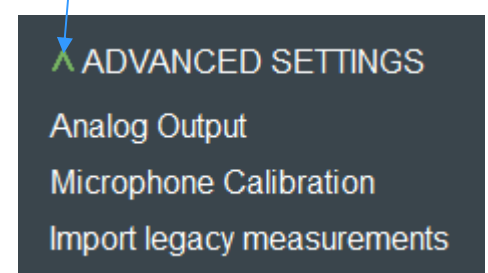 ADVANCED SETTINGS
Analog Output
Microphone Calibration
Import legacy measurements